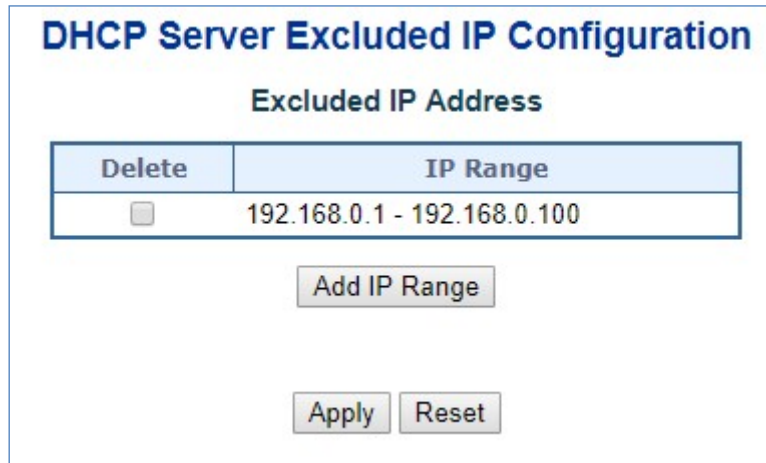 DHCP Server Excluded IP Configuration
Excluded IP Address
Delete IP Range
192.168.0.1 - 192.168.0.100
Add IP Range
Apply Reset